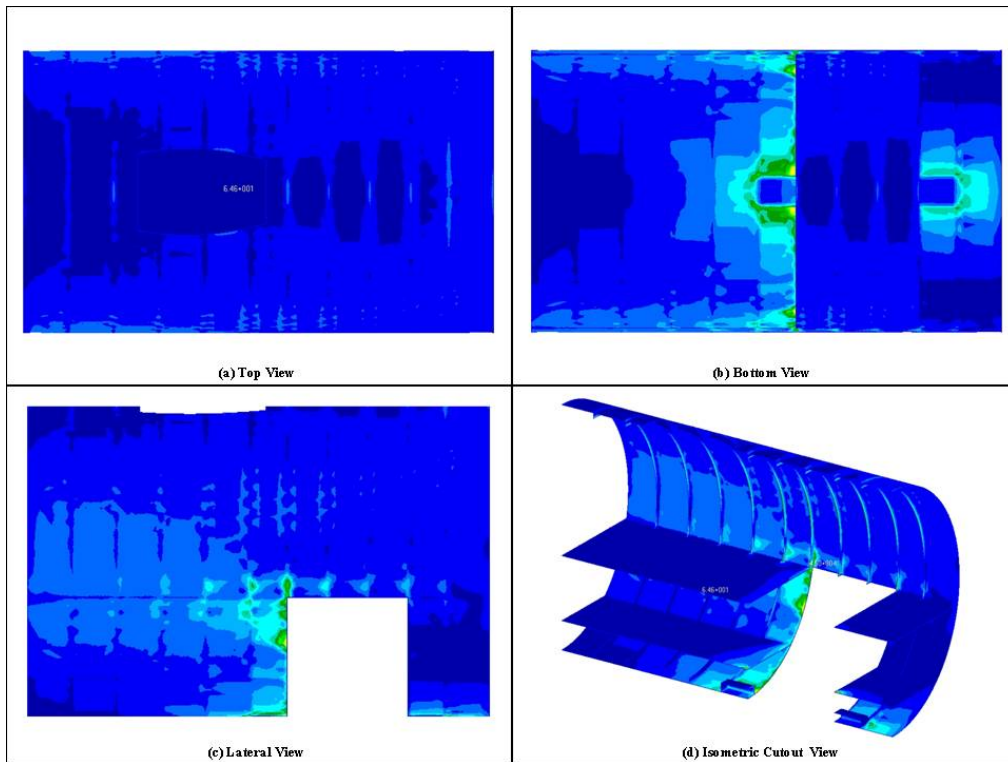 6.46+001
(a) Top View
(b) Bottom View
6.46+001
(c) Lateral View
(d) Isometric Cutout View